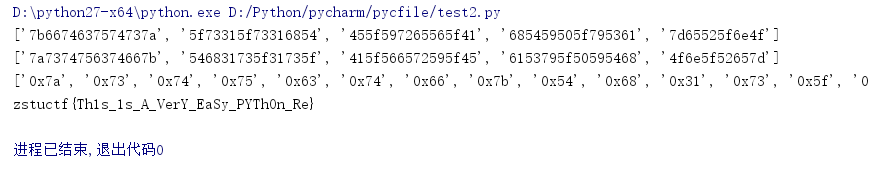 D:\python27-x64\python.exe D:/Python/pycharm/pycfile/test2.py
['7b6674637574737a', '5f73315f73316854', '455f597265565f41', '685459505f795361', '7d65525f6e4f']
['7a7374756374667b', '546831735f31735f', '415f566572595f45', '6153795f50595468', '4f6e5f52657d']
['0x7a', '0x73', '0x74', '0x75', '0x63', '0x74', '0x66', '0x7b', '0x54', '0x68', '0x31', '0x73', '0x5f', '0
zstuctf{Th1s_1s_A_VerY_EaSy_PYThOn_Re}
进程已结束,退出代码0